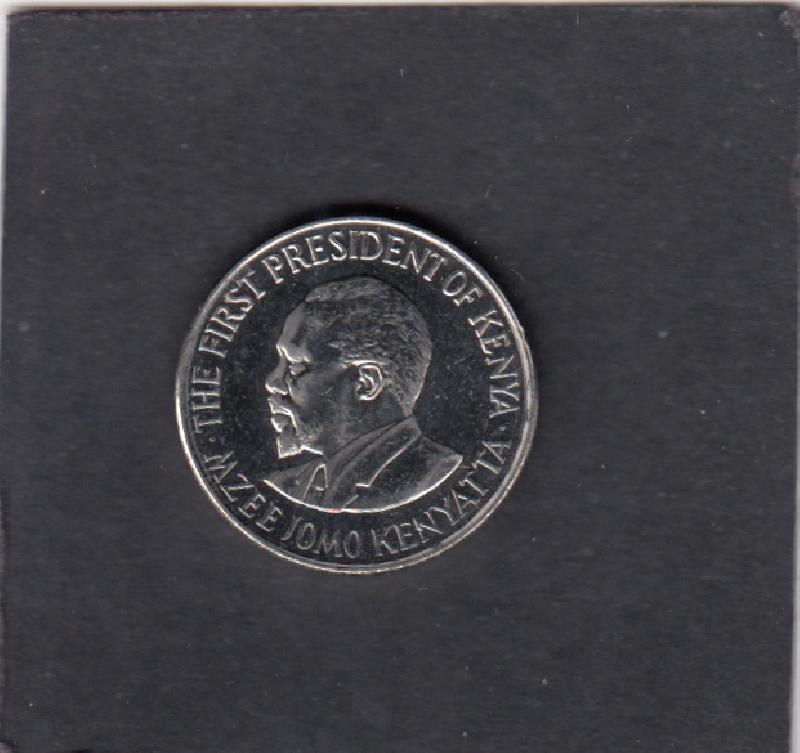 · THE FIRST PRESIDENT OF KENYA ·
MZEE JOMO KENYATTA